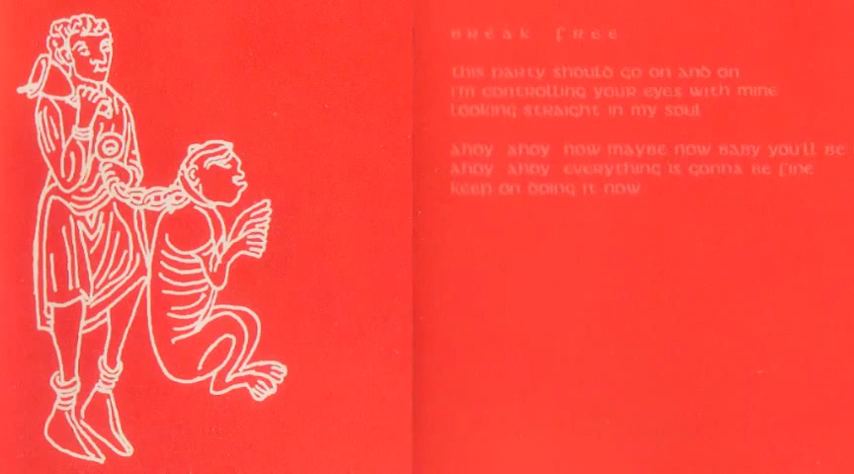 BREAK FREE
this party should go on and on
I'm controlling your eyes with mine
looking straight in my soul
ahoy ahoy now maybe now baby you'll be
ahoy ahoy everything is gonna be fine
keep on doing it now